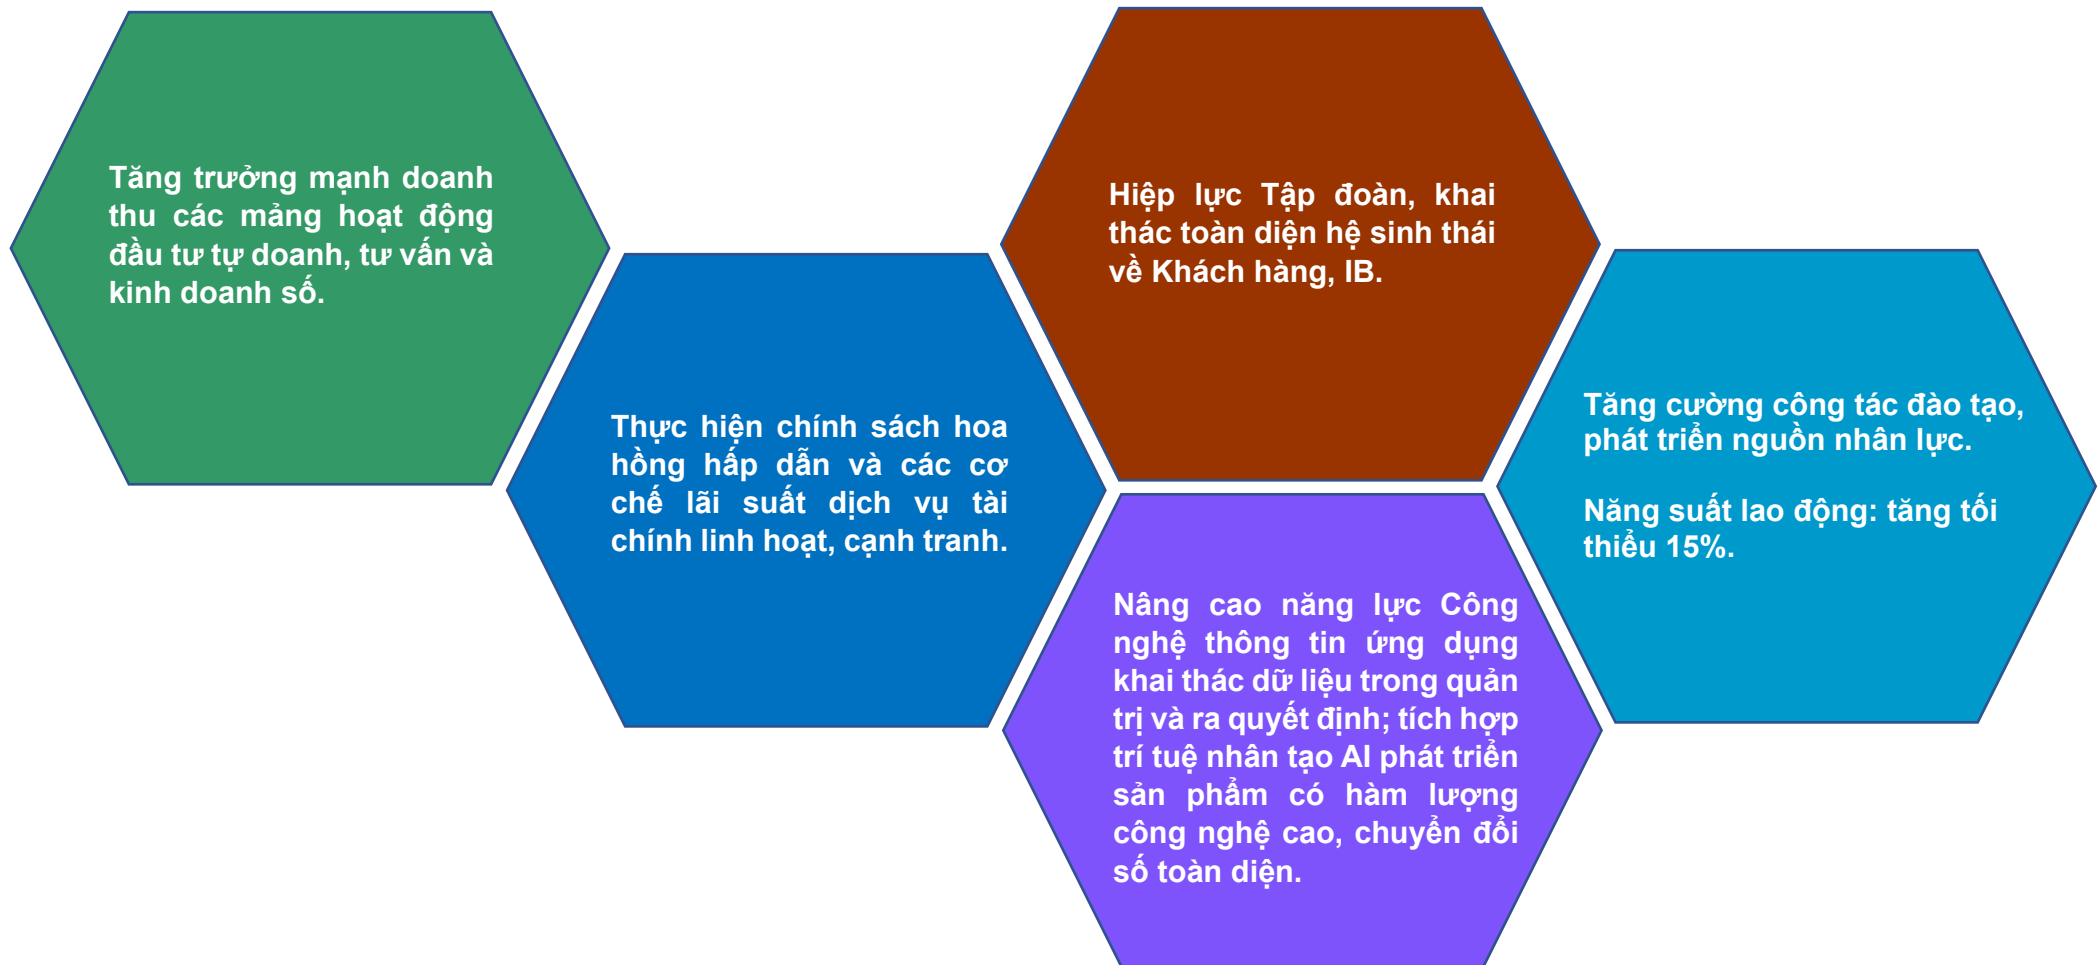 Tăng trưởng mạnh doanh
thu các mảng hoạt động
đầu tư tự doanh, tư vấn và
kinh doanh số.
Thực hiện chính sách hoa
hồng hấp dẫn và các cơ
chế lãi suất dịch vụ tài
chính linh hoạt, cạnh tranh.
Hiệp lực Tập đoàn, khai
thác toàn diện hệ sinh thái
về Khách hàng, IB.
Nâng cao năng lực Công
nghệ thông tin ứng dụng
khai thác dữ liệu trong quản
trị và ra quyết định; tích hợp
trí tuệ nhân tạo AI phát triển
sản phẩm có hàm lượng
công nghệ cao, chuyển đổi
số toàn diện.
Tăng cường công tác đào tạo,
phát triển nguồn nhân lực.
Năng suất lao động: tăng tối
thiểu 15%.